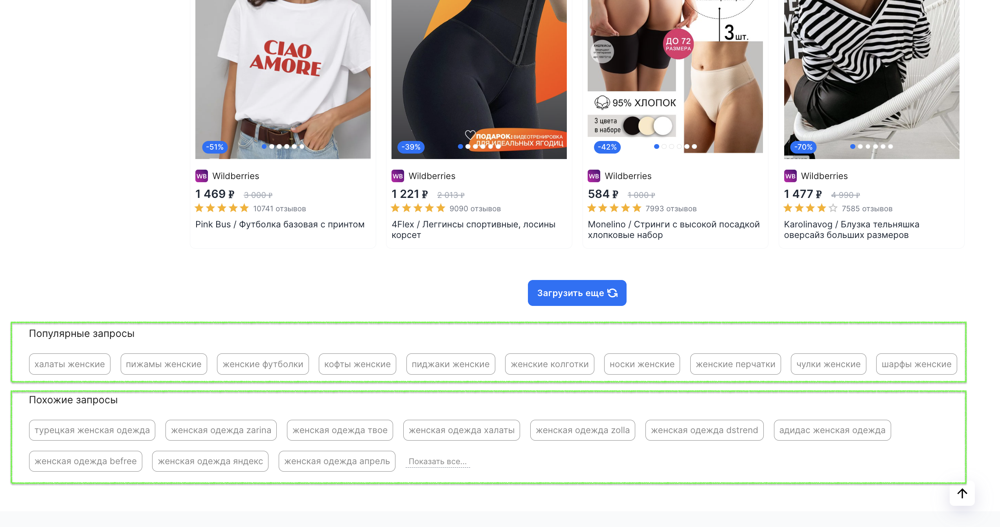 CIAO
AMORE
-51%
Wildberries
1 469 ₽ 3 000 ₽
10741 отзывов
Pink Bus / Футболка базовая с принтом
ПОДАРОК: ВИДЕОТРЕНИРОВКА
ДЛЯ ИДЕАЛЬНЫХ ЯГОДИЦ
-39%
Wildberries
1 221 ₽ 2 013 ₽
9090 отзывов
4Flex / Леггинсы спортивные, лосины
корсет
3 шт.
ДО 72
РАЗМЕРА
ХИДЛЕЙСЫ
защищают
от натирания
арт.18973716
95% ХЛОПОК
3 цвета
в наборе
-42%
Wildberries
584 ₽ 1 000 ₽
7993 отзывов
Monelino / Стринги с высокой посадкой
хлопковые набор
-70%
Wildberries
1 477 ₽ 4 990 ₽
7585 отзывов
Karolinavog / Блузка тельняшка
оверсайз больших размеров
Загрузить еще
Популярные запросы
халаты женские пижамы женские женские футболки кофты женские пиджаки женские женские колготки носки женские женские перчатки чулки женские шарфы женские
Похожие запросы
турецкая женская одежда женская одежда zarina женская одежда твое женская одежда халаты женская одежда zolla женская одежда dstrend адидас женская одежда
женская одежда befree женская одежда яндекс женская одежда апрель Показать все...